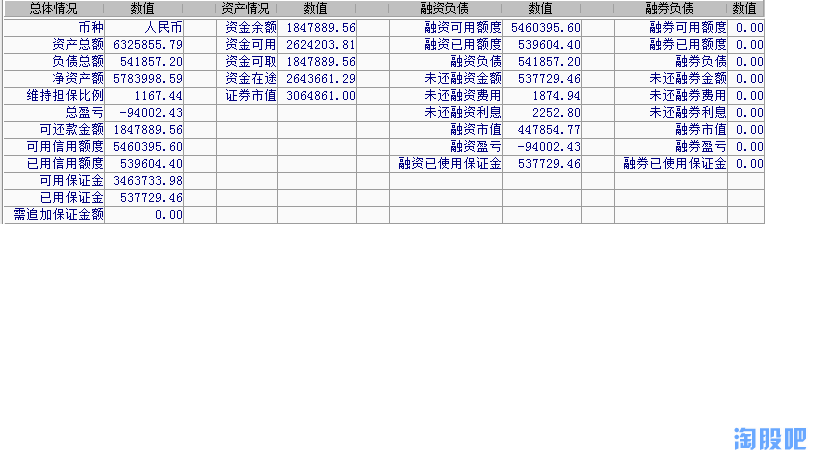 总体情况 数值 资产情况 数值 融资负债 数值 融券负债 数值
币种 人民币 资金余额 1847889.56 融资可用额度 5460395.60 融券可用额度 0.00
资产总额 6325855.79 资金可用 2624203.81 融资已用额度 539604.40 融券已用额度 0.00
负债总额 541857.20 资金可取 1847889.56 融资负债 541857.20 融券负债 0.00
净资产额 5783998.59 资金在途 2643661.29 未还融资金额 537729.46 未还融券金额 0.00
维持担保比例 1167.44 证券市值 3064861.00 未还融资费用 1874.94 未还融券费用 0.00
总盈亏 -94002.43 未还融资利息 2252.80 未还融券利息 0.00
可还款金额 1847889.56 融资市值 447854.77 融券市值 0.00
可用信用额度 5460395.60 融资盈亏 -94002.43 融券盈亏 0.00
已用信用额度 539604.40 融资已使用保证金 537729.46 融券已使用保证金 0.00
可用保证金 3463733.98
已用保证金 537729.46
需追加保证金额 0.00
淘股吧